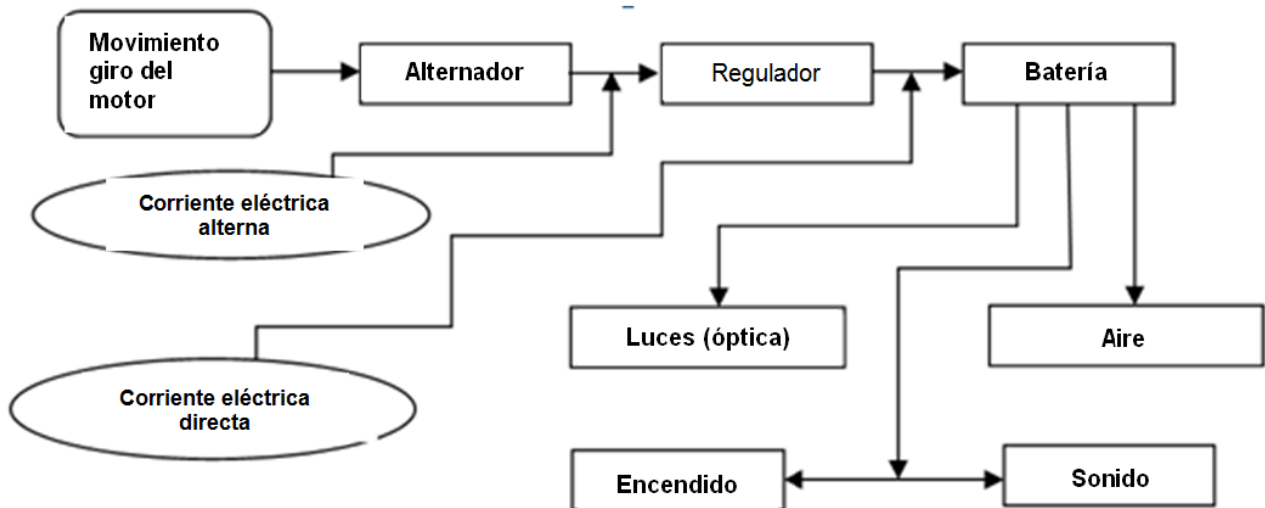 Movimiento
giro del
motor
Alternador
Regulador
Batería
Corriente eléctrica
alterna
Luces (óptica)
Aire
Corriente eléctrica
directa
Encendido
Sonido